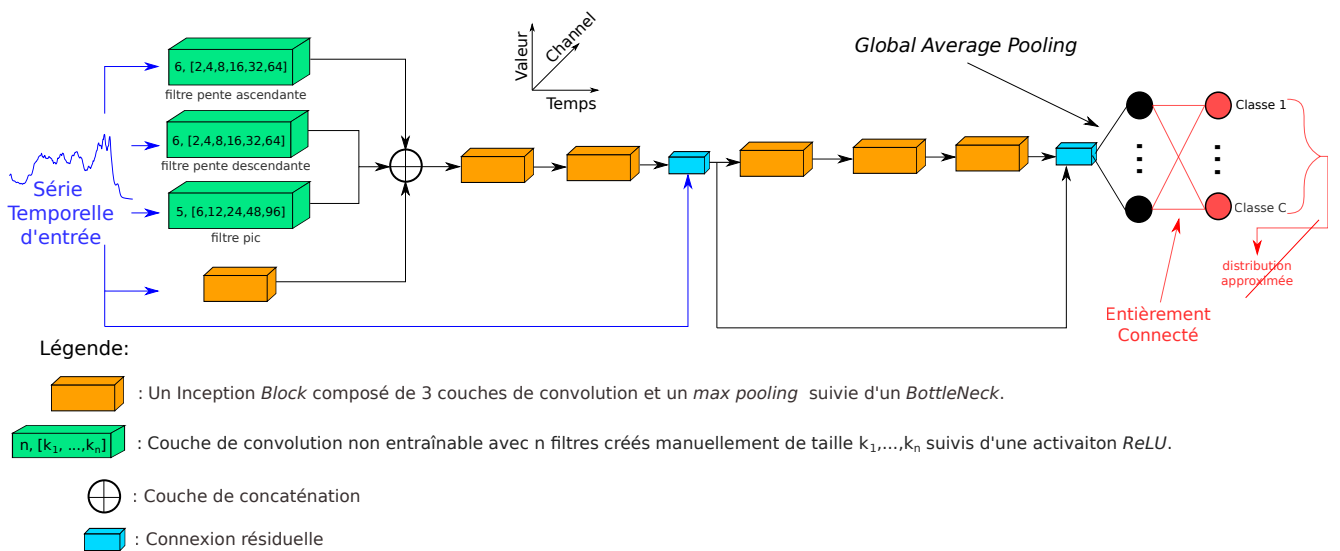 Global Average Pooling
Valeur
Channel
Temps
6, [2,4,8,16,32,64]
filtre pente ascendante
6, [2,4,8,16,32,64]
filtre pente descendante
5, [6,12,24,48,96]
filtre pic
Série
Temporelle
d'entrée
Classe 1
Classe C
distribution
approximée
Entièrement
Connecté
Légende:
: Un Inception Block composé de 3 couches de convolution et un max pooling suivie d'un BottleNeck.
n, [k₁, ...,kₙ]
: Couche de convolution non entraînable avec n filtres créés manuellement de taille k₁,...,kₙ suivis d'une activaiton ReLU.
: Couche de concaténation
: Connexion résiduelle